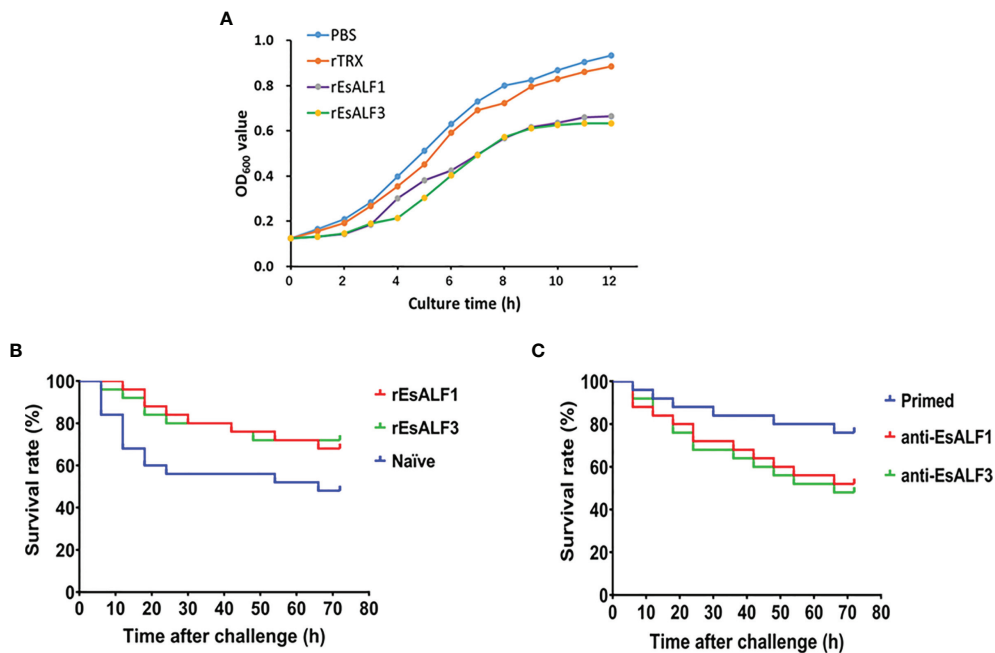 A
PBS
rTRX
rEsALF1
rEsALF3
1.0
0.8
0.6
0.4
0.2
0.0
OD600 value
0 2 4 6 8 10 12
Culture time (h)
B
100
80
60
40
20
0
Survival rate (%)
0 10 20 30 40 50 60 70 80
Time after challenge (h)
rEsALF1
rEsALF3
Naïve
C
100
80
60
40
20
0
Survival rate (%)
0 10 20 30 40 50 60 70 80
Time after challenge (h)
Primed
anti-EsALF1
anti-EsALF3